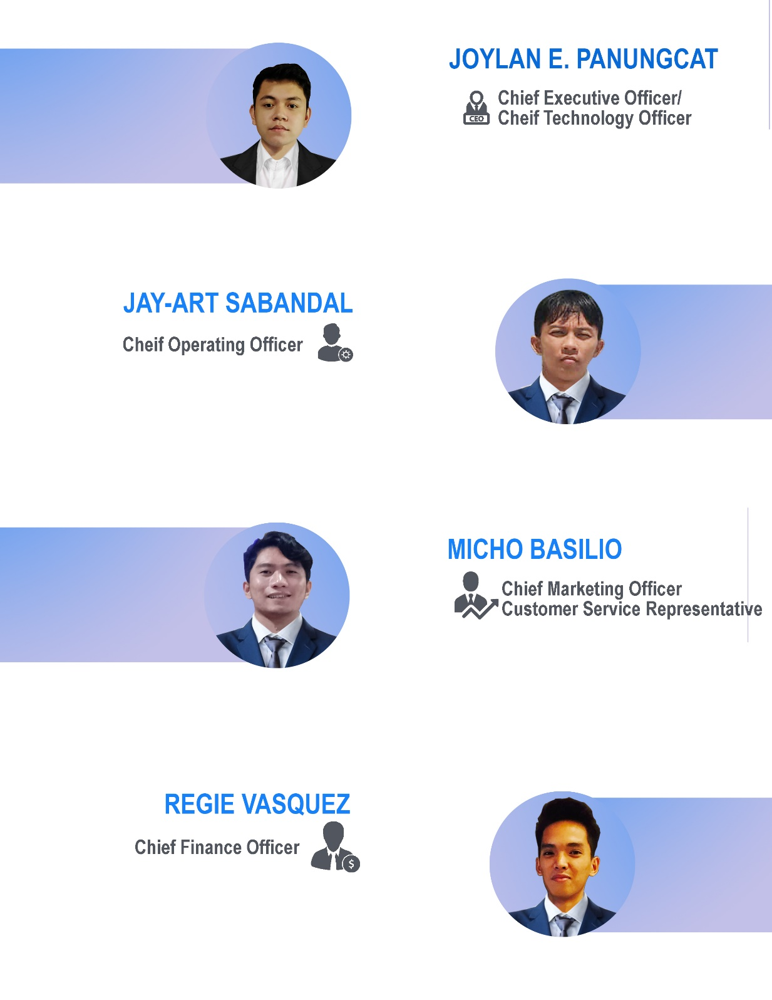 JOYLAN E. PANUNGCAT
Chief Executive Officer/
CEO
Cheif Technology Officer
JAY-ART SABANDAL
Cheif Operating Officer
MICHO BASILIO
Chief Marketing Officer
Customer Service Representative
REGIE VASQUEZ
Chief Finance Officer
$